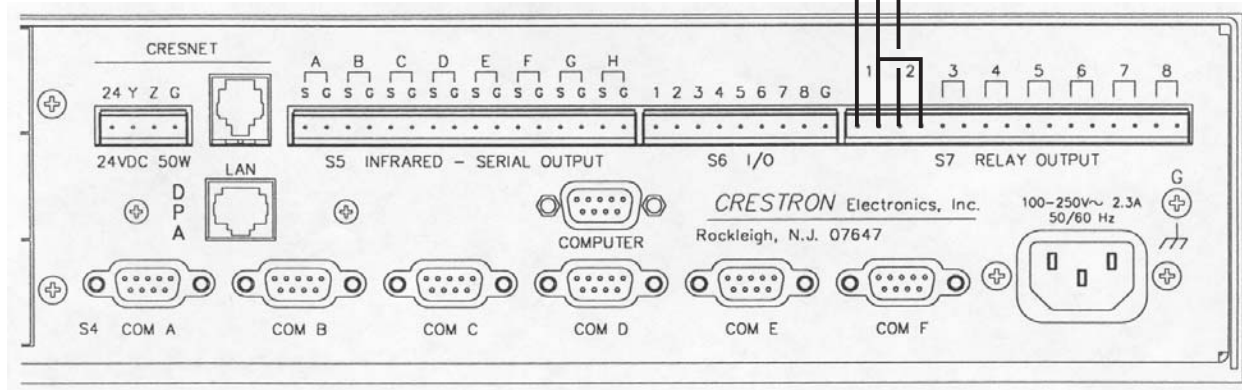 CRESNET
A B C D E F G H
24 Y Z G
S G S G S G S G S G S G S G S G
1 2 3 4 5 6 7 8 G
1 2 3 4 5 6 7 8
24VDC 50W
S5 INFRARED - SERIAL OUTPUT
S6 I/O
S7 RELAY OUTPUT
LAN
DPA
COMPUTER
CRESTRON Electronics, Inc.
Rockleigh, N.J. 07647
100-250V~ 2.3A
50/60 Hz
G
S4 COM A
COM B
COM C
COM D
COM E
COM F